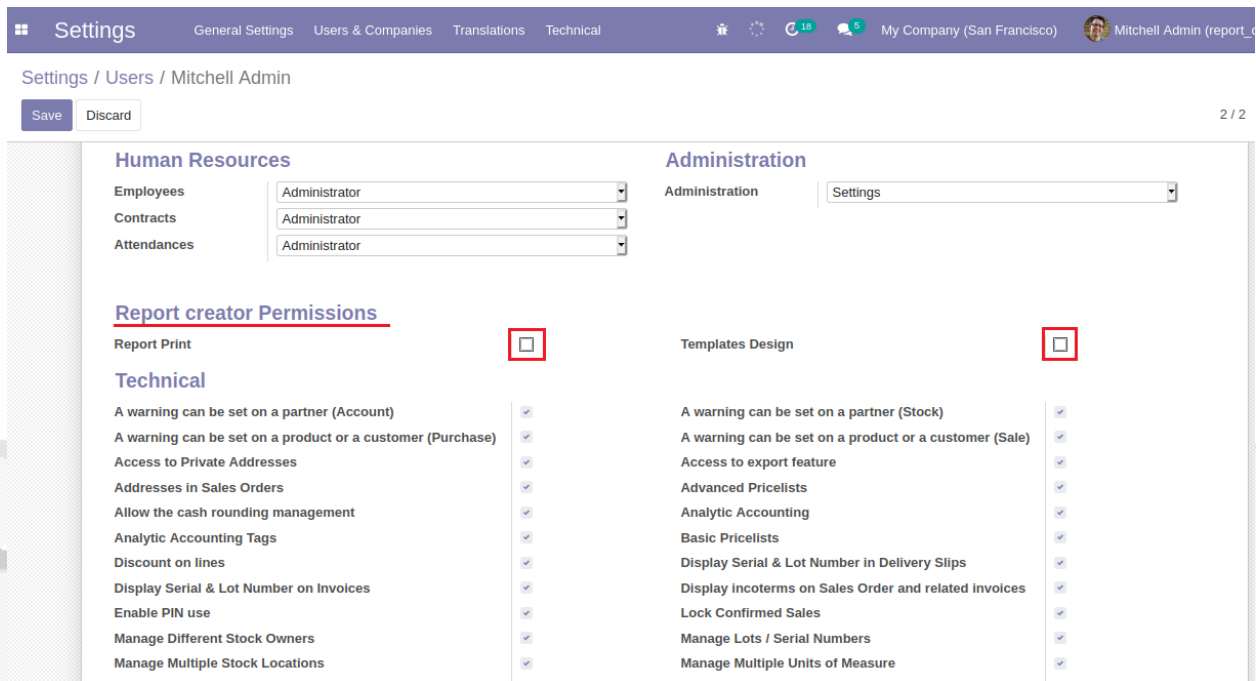 Settings General Settings Users & Companies Translations Technical 18 5 My Company (San Francisco) Mitchell Admin (report_
Settings / Users / Mitchell Admin
Save Discard 2 / 2
Human Resources Administration
Employees Administrator Administration Settings
Contracts Administrator
Attendances Administrator
Report creator Permissions
Report Print Templates Design
Technical
A warning can be set on a partner (Account) A warning can be set on a partner (Stock)
A warning can be set on a product or a customer (Purchase) A warning can be set on a product or a customer (Sale)
Access to Private Addresses Access to export feature
Addresses in Sales Orders Advanced Pricelists
Allow the cash rounding management Analytic Accounting
Analytic Accounting Tags Basic Pricelists
Discount on lines Display Serial & Lot Number in Delivery Slips
Display Serial & Lot Number on Invoices Display incoterms on Sales Order and related invoices
Enable PIN use Lock Confirmed Sales
Manage Different Stock Owners Manage Lots / Serial Numbers
Manage Multiple Stock Locations Manage Multiple Units of Measure